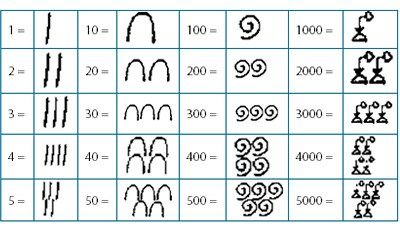 1 = 10 = 100 = 1000 =
2 = 20 = 200 = 2000 =
3 = 30 = 300 = 3000 =
4 = 40 = 400 = 4000 =
5 = 50 = 500 = 5000 =